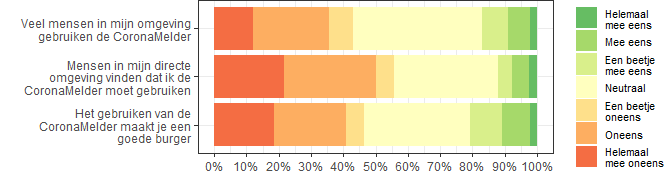 Veel mensen in mijn omgeving
gebruiken de CoronaMelder
Mensen in mijn directe
omgeving vinden dat ik de
CoronaMelder moet gebruiken
Het gebruiken van de
CoronaMelder maakt je een
goede burger
0% 10% 20% 30% 40% 50% 60% 70% 80% 90% 100%
Helemaal
mee eens
Mee eens
Een beetje
mee eens
Neutraal
Een beetje
oneens
Oneens
Helemaal
mee oneens